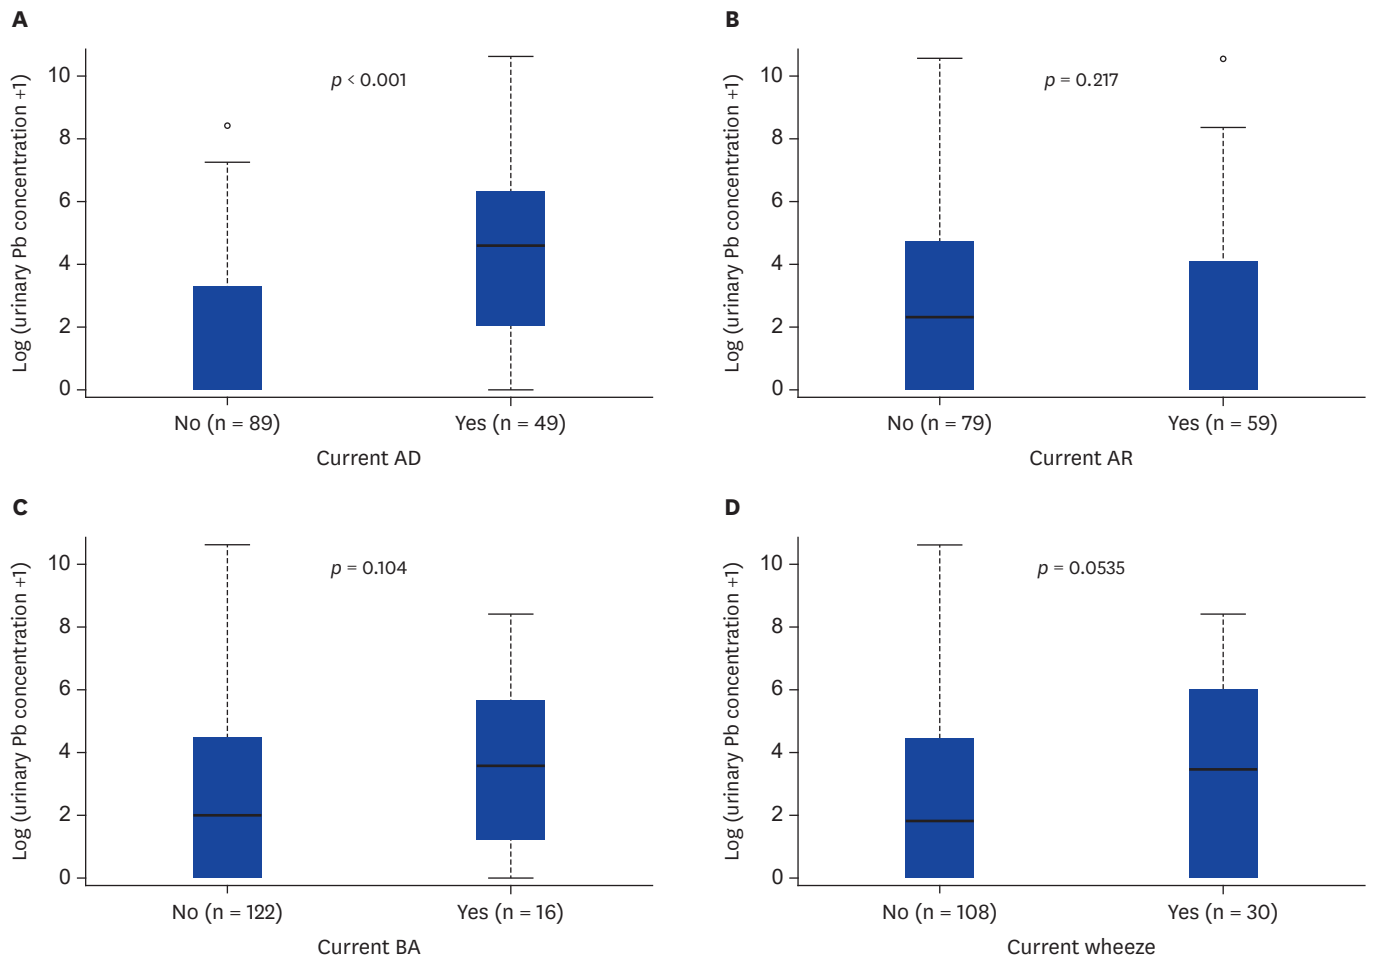 A
Log (urinary Pb concentration +1)
10
8
6
4
2
0
p < 0.001
No (n = 89)
Yes (n = 49)
Current AD
B
Log (urinary Pb concentration +1)
10
8
6
4
2
0
p = 0.217
No (n = 79)
Yes (n = 59)
Current AR
C
Log (urinary Pb concentration +1)
10
8
6
4
2
0
p = 0.104
No (n = 122)
Yes (n = 16)
Current BA
D
Log (urinary Pb concentration +1)
10
8
6
4
2
0
p = 0.0535
No (n = 108)
Yes (n = 30)
Current wheeze